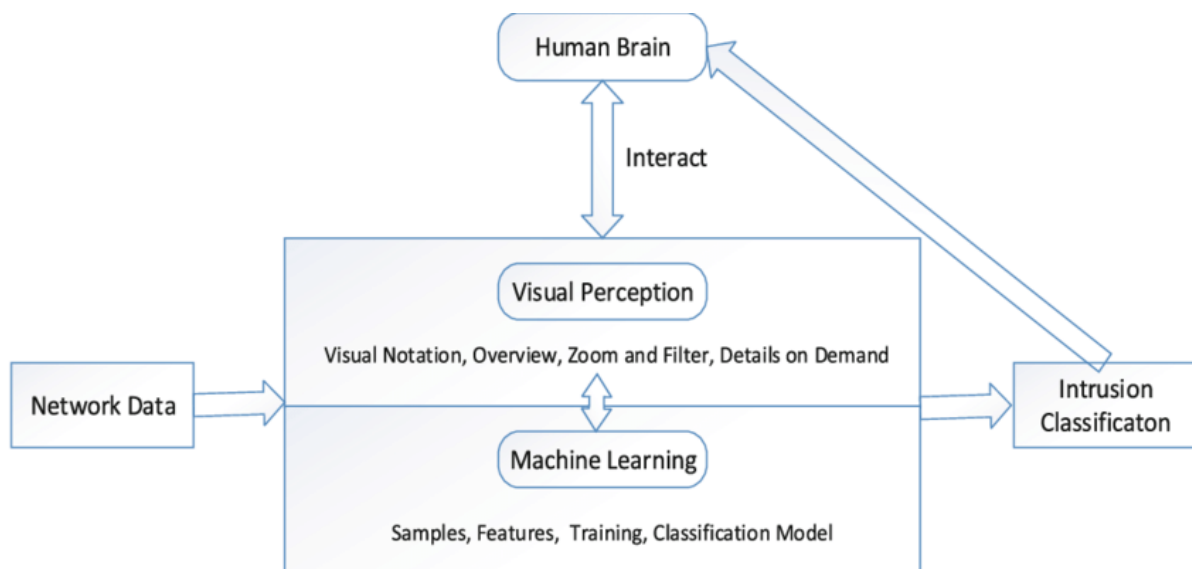 Human Brain
Interact
Visual Perception
Visual Notation, Overview, Zoom and Filter, Details on Demand
Network Data
Intrusion
Classificaton
Machine Learning
Samples, Features, Training, Classification Model